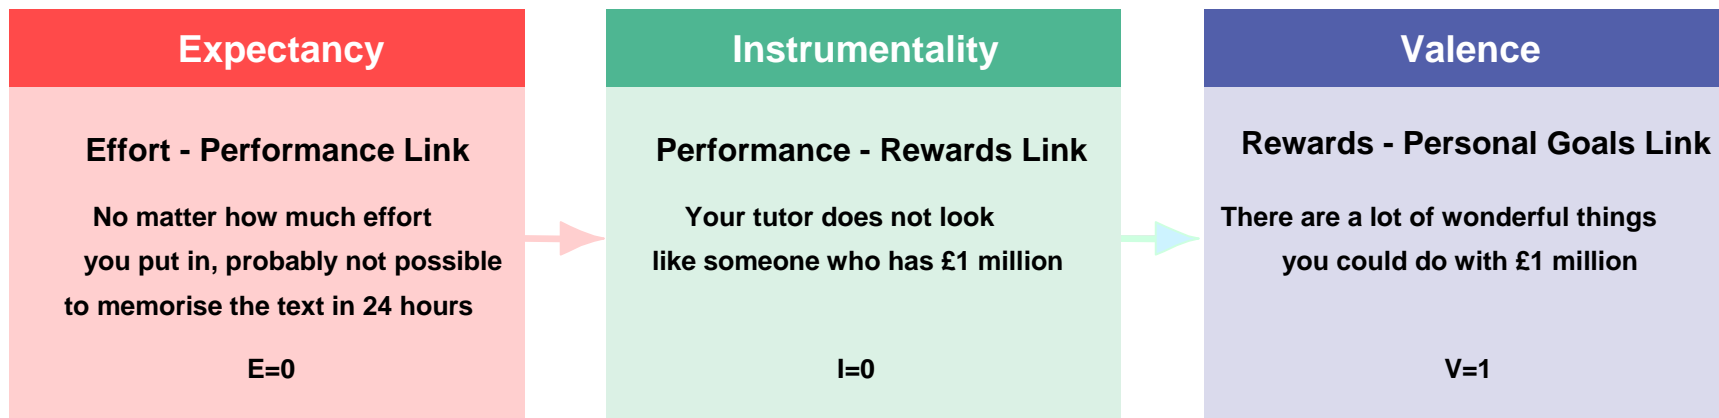 Expectancy
Effort - Performance Link
No matter how much effort
you put in, probably not possible
to memorise the text in 24 hours
E=0
Instrumentality
Performance - Rewards Link
Your tutor does not look
like someone who has £1 million
I=0
Valence
Rewards - Personal Goals Link
There are a lot of wonderful things
you could do with £1 million
V=1